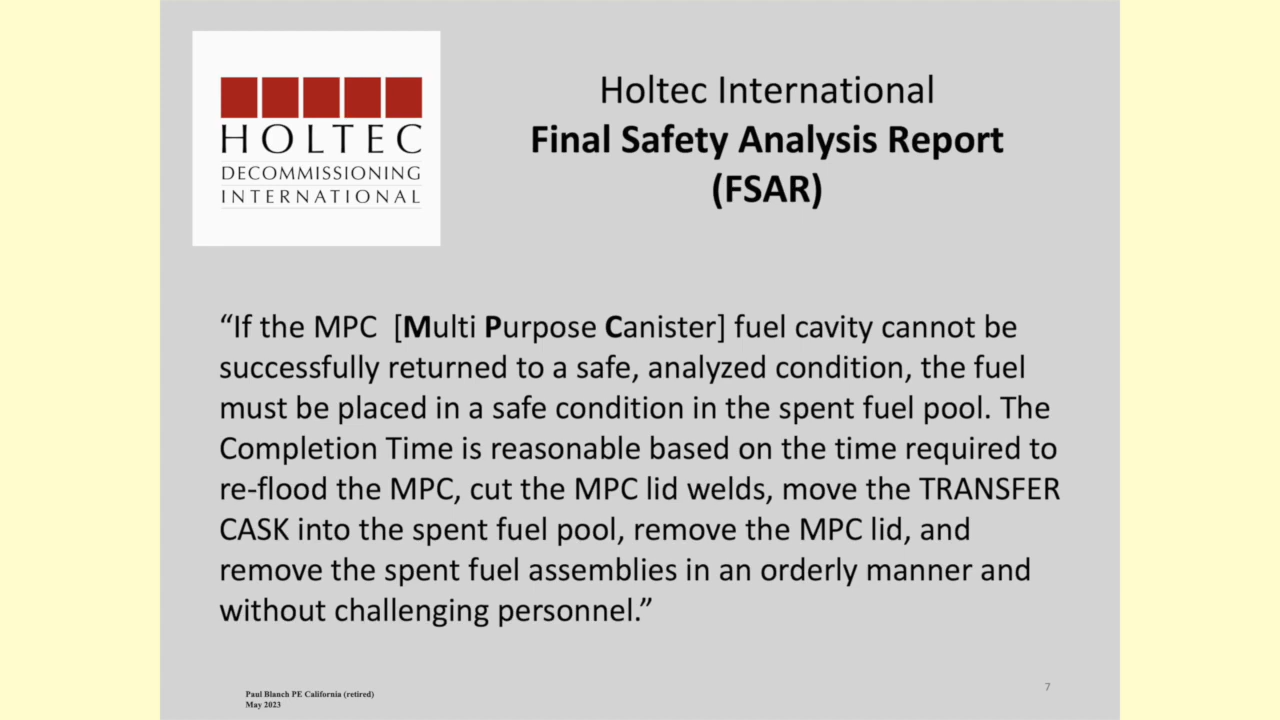 HOLTEC
DECOMMISSIONING
INTERNATIONAL
Holtec International
Final Safety Analysis Report
(FSAR)
“If the MPC [Multi Purpose Canister] fuel cavity cannot be
successfully returned to a safe, analyzed condition, the fuel
must be placed in a safe condition in the spent fuel pool. The
Completion Time is reasonable based on the time required to
re-flood the MPC, cut the MPC lid welds, move the TRANSFER
CASK into the spent fuel pool, remove the MPC lid, and
remove the spent fuel assemblies in an orderly manner and
without challenging personnel.”
Paul Blanch PE California (retired)
May 2023
7